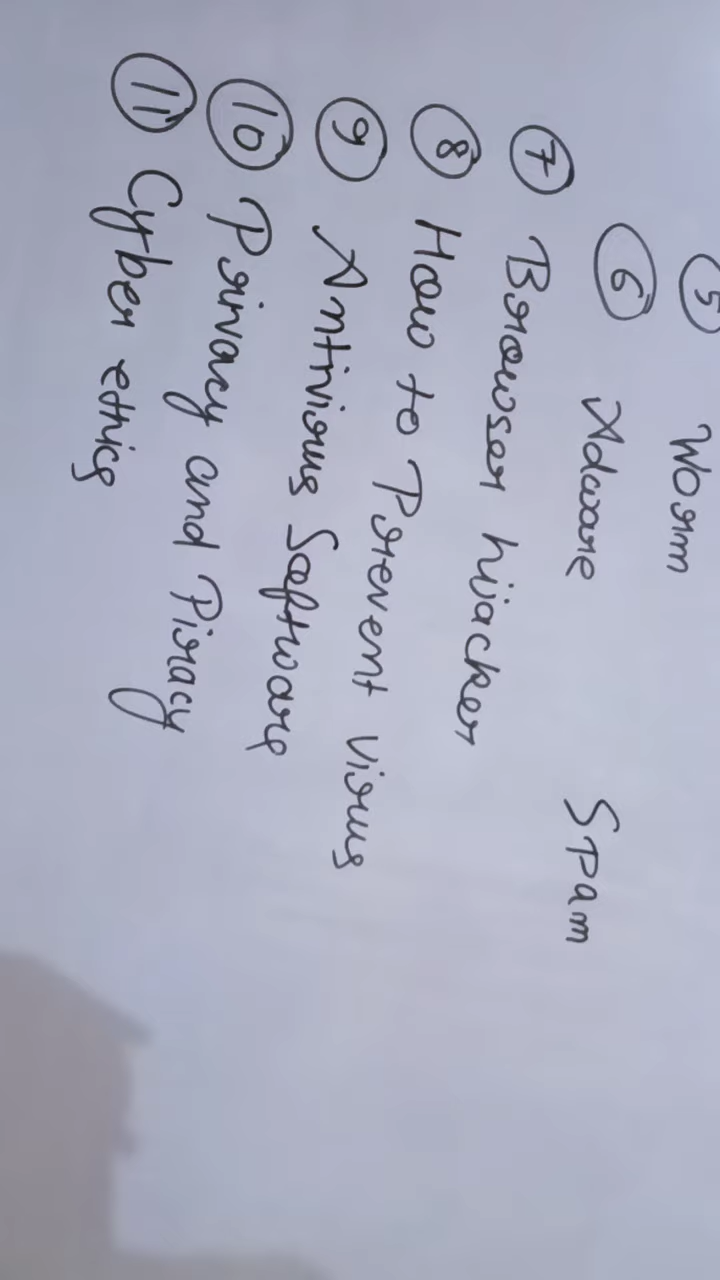 5 Worm
6 Adware Spam
7 Browser hijacker
8 How to Prevent Virus
9 Antivirus Software
10 Privacy and Piracy
11 Cyber ethics